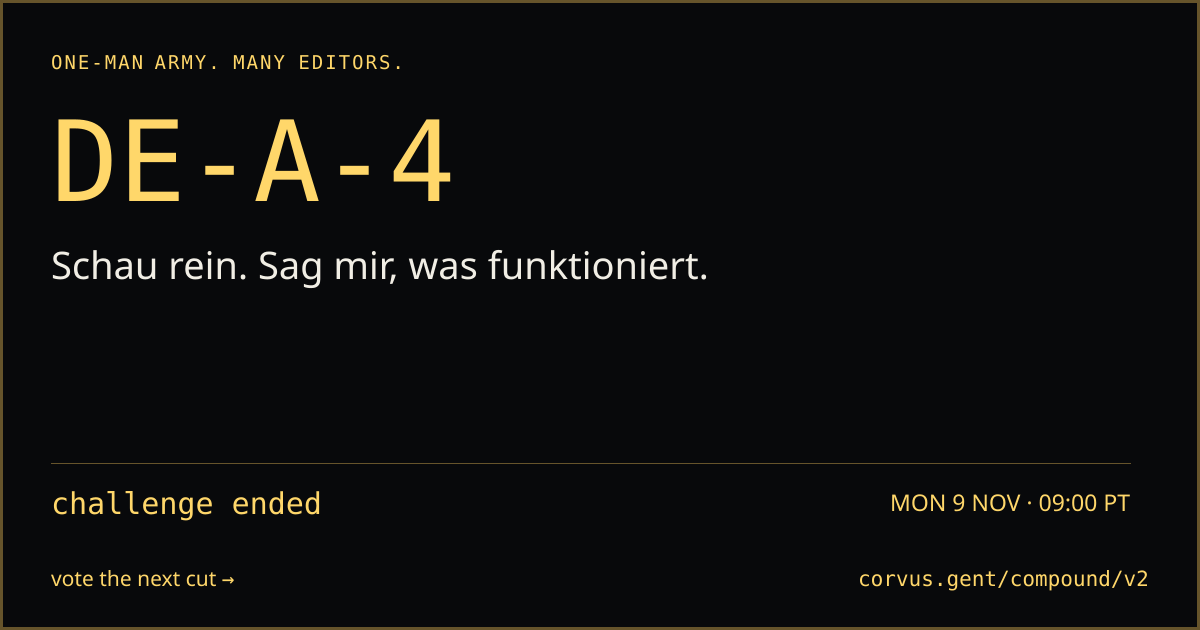 ONE-MAN ARMY. MANY EDITORS.
DE-A-4
Schau rein. Sag mir, was funktioniert.
challenge ended
MON 9 NOV · 09:00 PT
vote the next cut →
corvus.gent/compound/v2